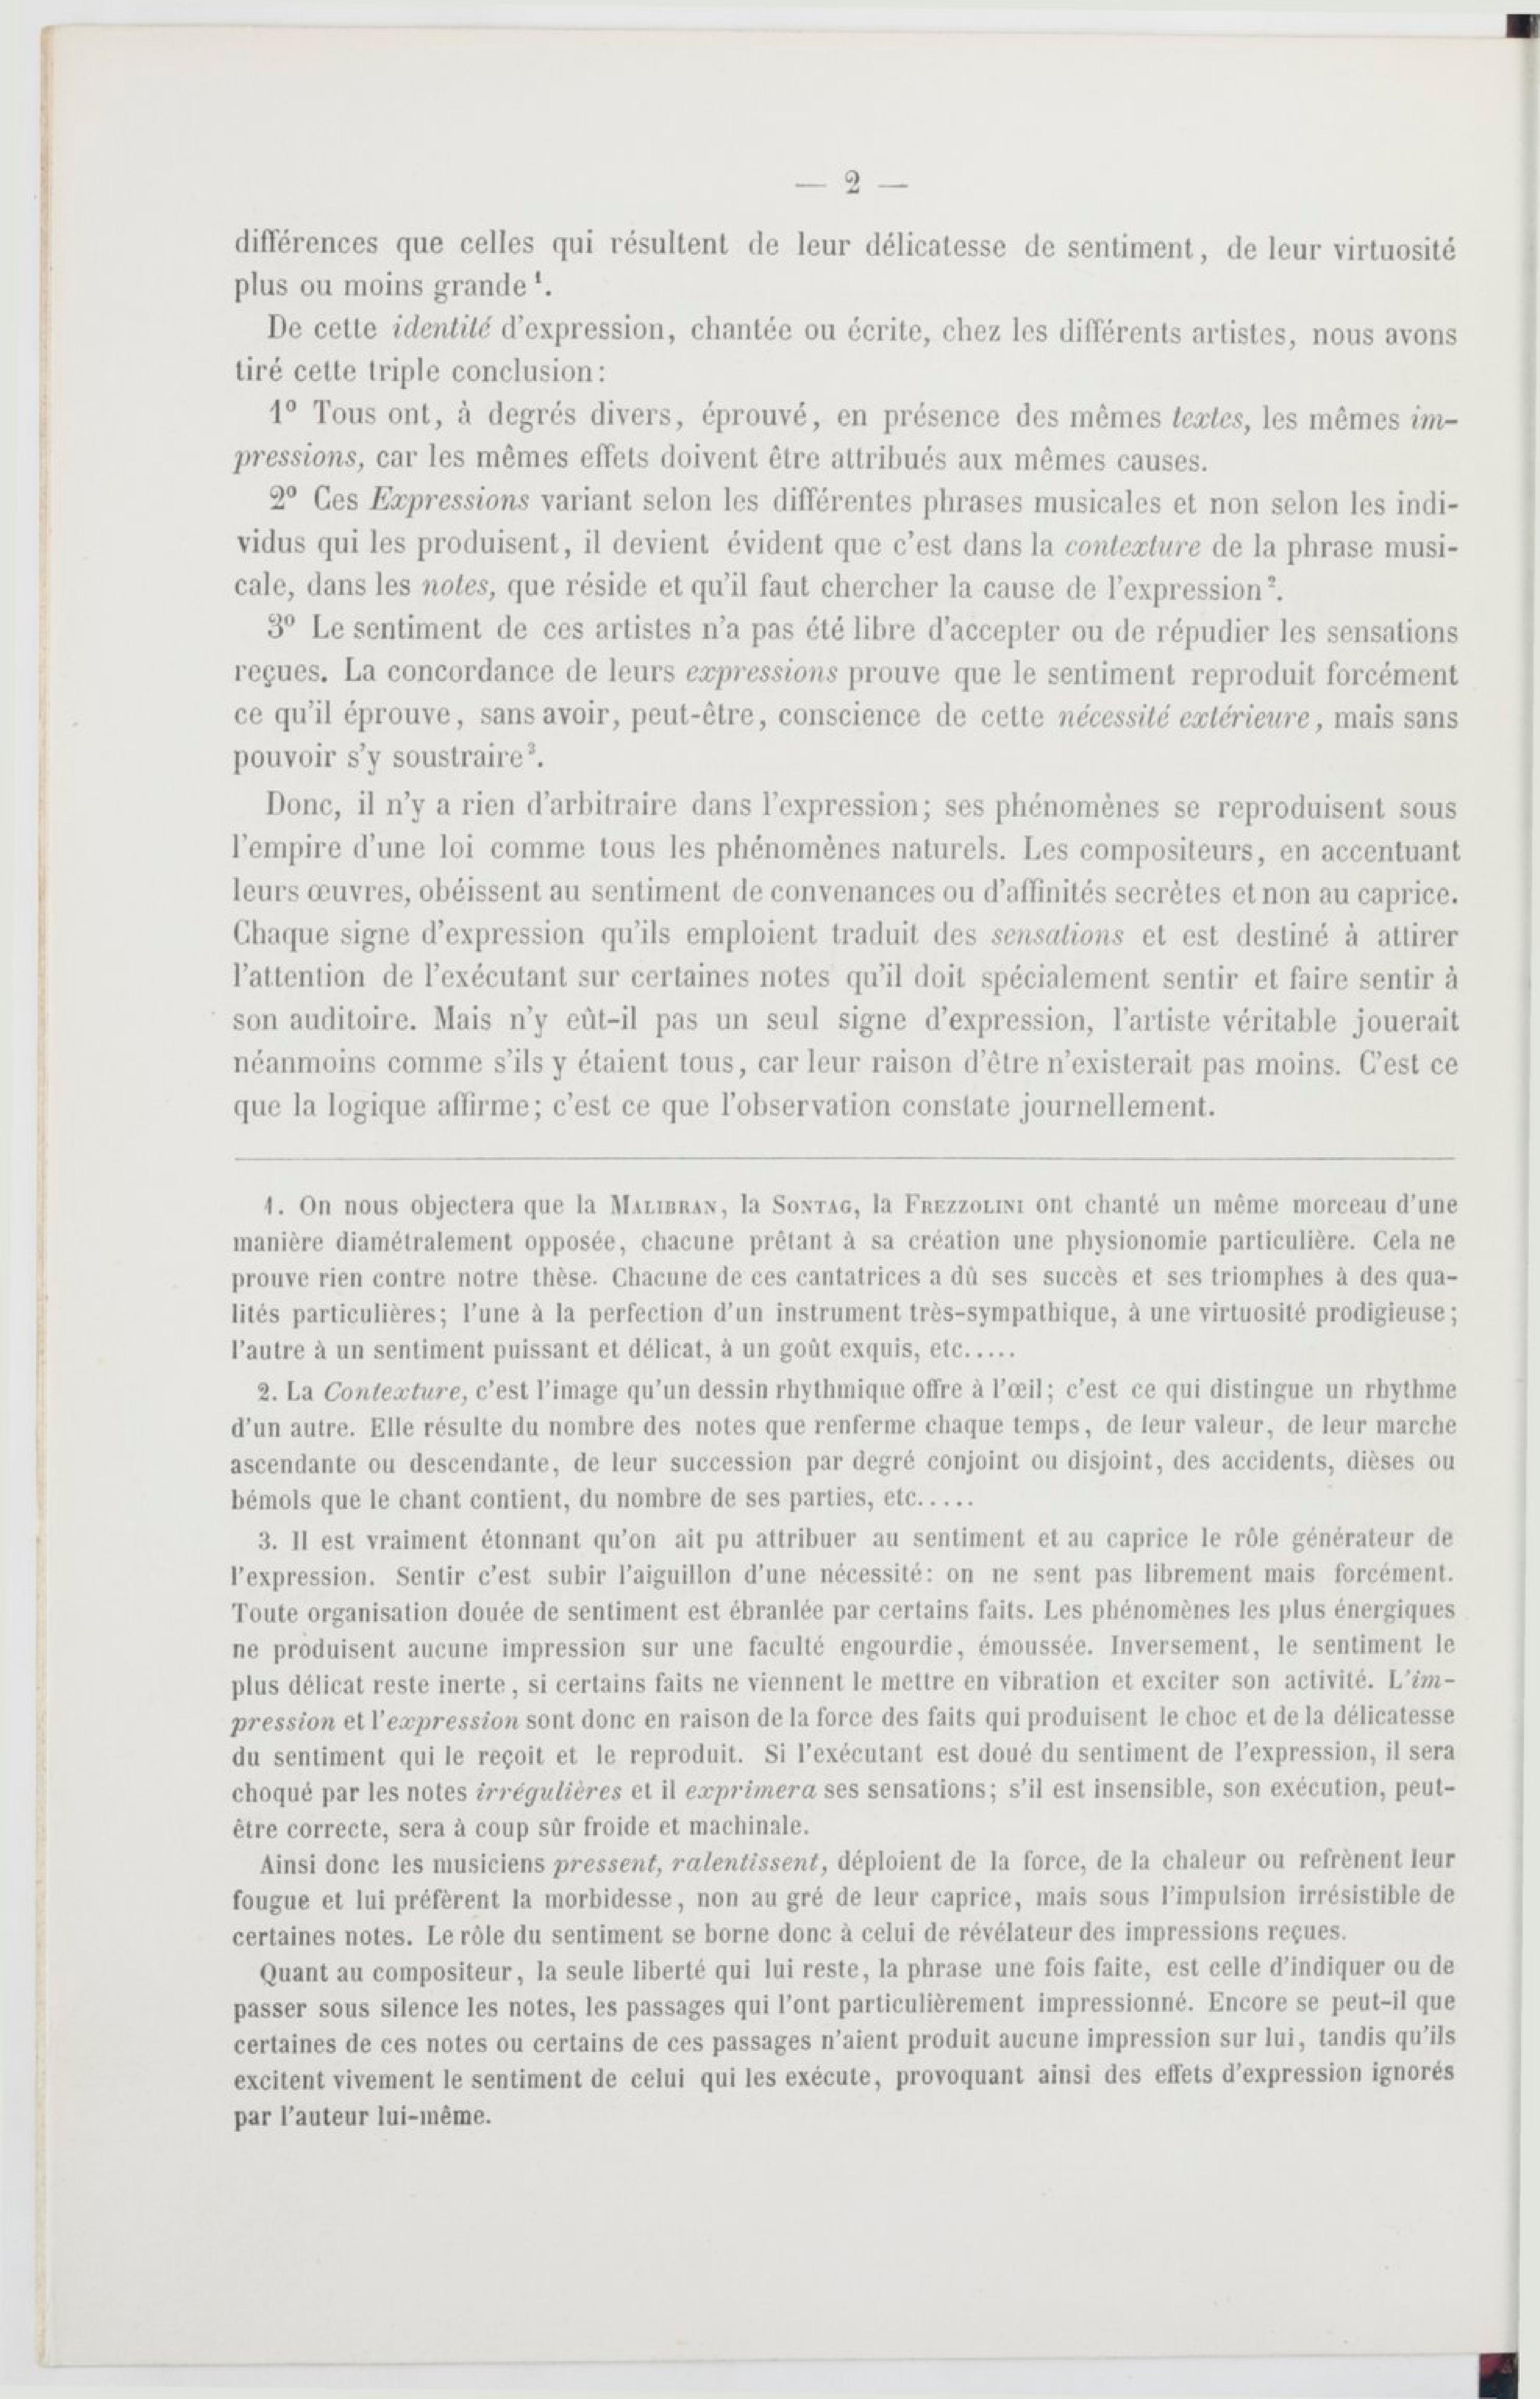 — 2 —
différences que celles qui résultent de leur délicatesse de sentiment, de leur virtuosité
plus ou moins grande ¹.
De cette identité d'expression, chantée ou écrite, chez les différents artistes, nous avons
tiré cette triple conclusion:
1º Tous ont, à degrés divers, éprouvé, en présence des mêmes textes, les mêmes im-
pressions, car les mêmes effets doivent être attribués aux mêmes causes.
2º Ces Expressions variant selon les différentes phrases musicales et non selon les indi-
vidus qui les produisent, il devient évident que c'est dans la contexture de la phrase musi-
cale, dans les notes, que réside et qu'il faut chercher la cause de l'expression ².
3º Le sentiment de ces artistes n'a pas été libre d'accepter ou de répudier les sensations
reçues. La concordance de leurs expressions prouve que le sentiment reproduit forcément
ce qu'il éprouve, sans avoir, peut-être, conscience de cette nécessité extérieure, mais sans
pouvoir s'y soustraire ³.
Donc, il n'y a rien d'arbitraire dans l'expression; ses phénomènes se reproduisent sous
l'empire d'une loi comme tous les phénomènes naturels. Les compositeurs, en accentuant
leurs œuvres, obéissent au sentiment de convenances ou d'affinités secrètes et non au caprice.
Chaque signe d'expression qu'ils emploient traduit des sensations et est destiné à attirer
l'attention de l'exécutant sur certaines notes qu'il doit spécialement sentir et faire sentir à
son auditoire. Mais n'y eût-il pas un seul signe d'expression, l'artiste véritable jouerait
néanmoins comme s'ils y étaient tous, car leur raison d'être n'existerait pas moins. C'est ce
que la logique affirme; c'est ce que l'observation constate journellement.
1. On nous objectera que la MALIBRAN, la SONTAG, la FREZZOLINI ont chanté un même morceau d'une
manière diamétralement opposée, chacune prêtant à sa création une physionomie particulière. Cela ne
prouve rien contre notre thèse. Chacune de ces cantatrices a dû ses succès et ses triomphes à des qua-
lités particulières; l'une à la perfection d'un instrument très-sympathique, à une virtuosité prodigieuse;
l'autre à un sentiment puissant et délicat, à un goût exquis, etc.....
2. La Contexture, c'est l'image qu'un dessin rhythmique offre à l'œil; c'est ce qui distingue un rhythme
d'un autre. Elle résulte du nombre des notes que renferme chaque temps, de leur valeur, de leur marche
ascendante ou descendante, de leur succession par degré conjoint ou disjoint, des accidents, dièses ou
bémols que le chant contient, du nombre de ses parties, etc.....
3. Il est vraiment étonnant qu'on ait pu attribuer au sentiment et au caprice le rôle générateur de
l'expression. Sentir c'est subir l'aiguillon d'une nécessité: on ne sent pas librement mais forcément.
Toute organisation douée de sentiment est ébranlée par certains faits. Les phénomènes les plus énergiques
ne produisent aucune impression sur une faculté engourdie, émoussée. Inversement, le sentiment le
plus délicat reste inerte, si certains faits ne viennent le mettre en vibration et exciter son activité. L'im-
pression et l'expression sont donc en raison de la force des faits qui produisent le choc et de la délicatesse
du sentiment qui le reçoit et le reproduit. Si l'exécutant est doué du sentiment de l'expression, il sera
choqué par les notes irrégulières et il exprimera ses sensations; s'il est insensible, son exécution, peut-
être correcte, sera à coup sûr froide et machinale.
Ainsi donc les musiciens pressent, ralentissent, déploient de la force, de la chaleur ou refrènent leur
fougue et lui préfèrent la morbidesse, non au gré de leur caprice, mais sous l'impulsion irrésistible de
certaines notes. Le rôle du sentiment se borne donc à celui de révélateur des impressions reçues.
Quant au compositeur, la seule liberté qui lui reste, la phrase une fois faite, est celle d'indiquer ou de
passer sous silence les notes, les passages qui l'ont particulièrement impressionné. Encore se peut-il que
certaines de ces notes ou certains de ces passages n'aient produit aucune impression sur lui, tandis qu'ils
excitent vivement le sentiment de celui qui les exécute, provoquant ainsi des effets d'expression ignorés
par l'auteur lui-même.